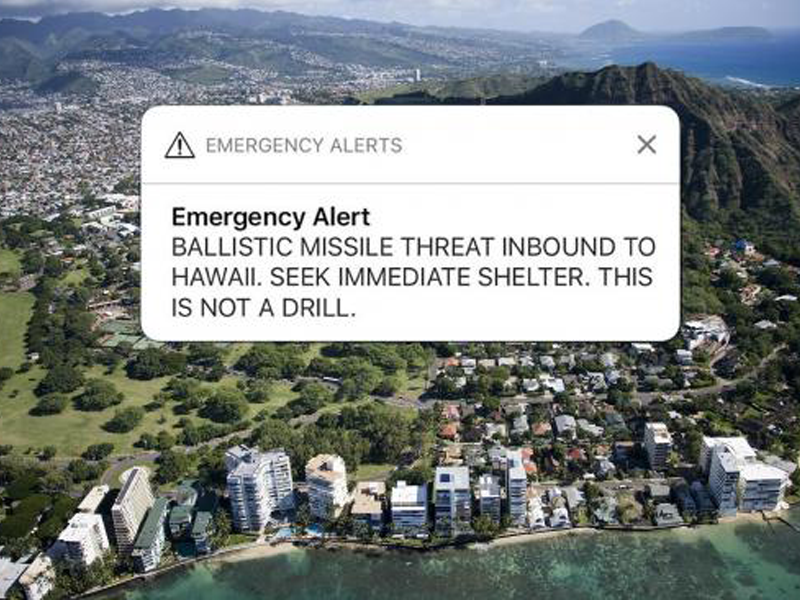 EMERGENCY ALERTS
Emergency Alert
BALLISTIC MISSILE THREAT INBOUND TO
HAWAII. SEEK IMMEDIATE SHELTER. THIS
IS NOT A DRILL.